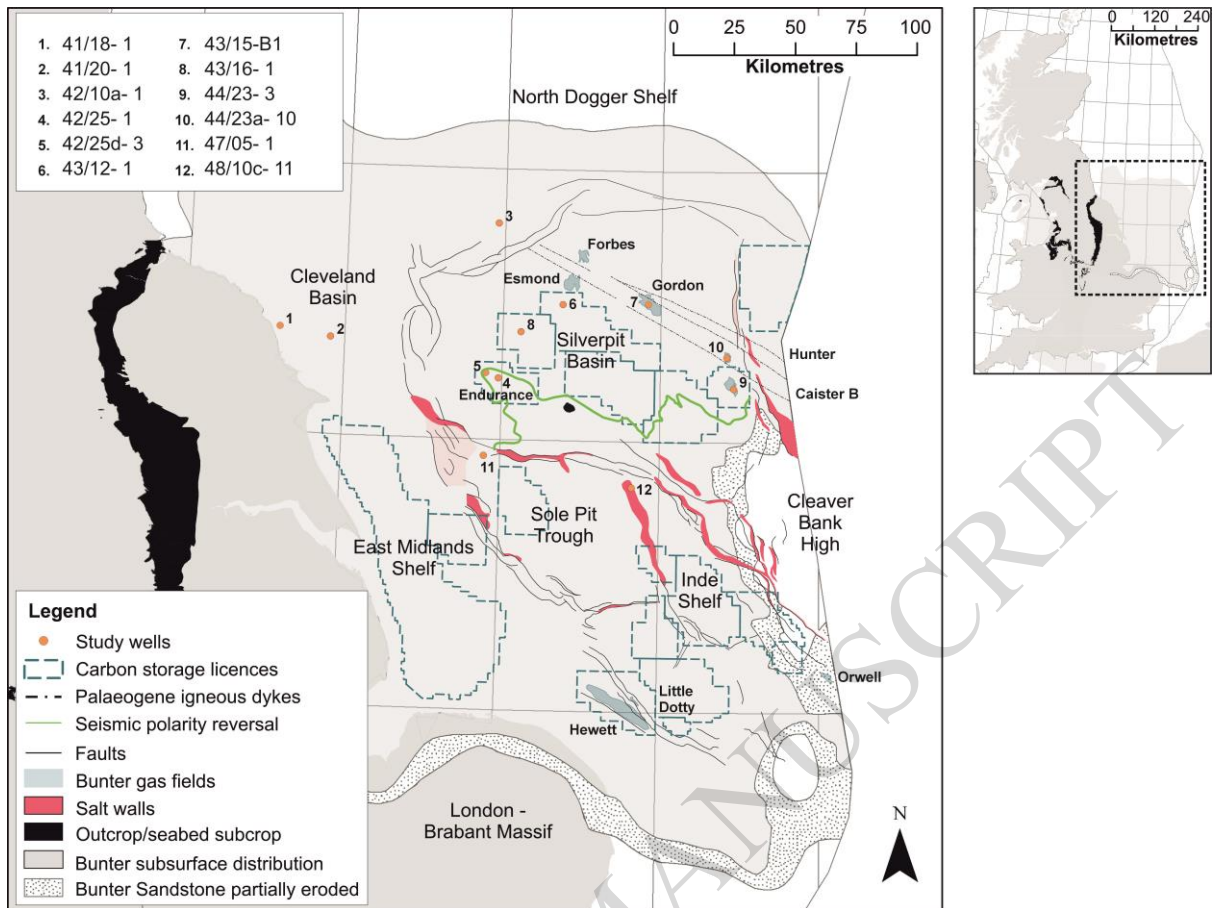 1. 41/18- 1
2. 41/20- 1
3. 42/10a- 1
4. 42/25- 1
5. 42/25d- 3
6. 43/12- 1
7. 43/15-B1
8. 43/16- 1
9. 44/23- 3
10. 44/23a- 10
11. 47/05- 1
12. 48/10c- 11
0 25 50 75 100
Kilometres
North Dogger Shelf
3
Forbes
Cleveland
Basin
Esmond
Gordon
7
6
1
2
8
Silverpit
Basin
10
Hunter
5
4
Endurance
9
Caister B
11
12
Sole Pit
Trough
Cleaver
Bank
High
East Midlands
Shelf
Inde
Shelf
Orwell
Little
Dotty
Hewett
London -
Brabant Massif
N
Legend
Study wells
Carbon storage licences
Palaeogene igneous dykes
Seismic polarity reversal
Faults
Bunter gas fields
Salt walls
Outcrop/seabed subcrop
Bunter subsurface distribution
Bunter Sandstone partially eroded
0 120 240
Kilometres
MANUSCRIPT